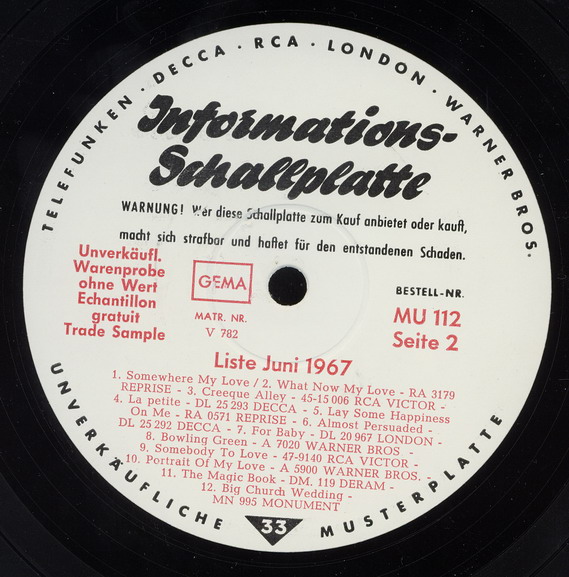 TELEFUNKEN · DECCA · RCA · LONDON · WARNER BROS.
Informations-
Schallplatte
WARNUNG! Wer diese Schallplatte zum Kauf anbietet oder kauft,
macht sich strafbar und haftet für den entstandenen Schaden.
Unverkäufl.
Warenprobe
ohne Wert
Echantillon
gratuit
Trade Sample
GEMA
MATR. NR.
V 782
BESTELL-NR.
MU 112
Seite 2
Liste Juni 1967
1. Somewhere My Love / 2. What Now My Love - RA 3179
REPRISE - 3. Creeque Alley - 45-15 006 RCA VICTOR -
4. La petite - DL 25 293 DECCA - 5. Lay Some Happiness
On Me - RA 0571 REPRISE - 6. Almost Persuaded -
DL 25 292 DECCA - 7. For Baby - DL 20 967 LONDON -
8. Bowling Green - A 7020 WARNER BROS -
9. Somebody To Love - 47-9140 RCA VICTOR -
10. Portrait Of My Love - A 5900 WARNER BROS. -
11. The Magic Book - DM. 119 DERAM -
12. Big Church Wedding -
MN 995 MONUMENT
33
UNVERKÄUFLICHE MUSTERPLATTE